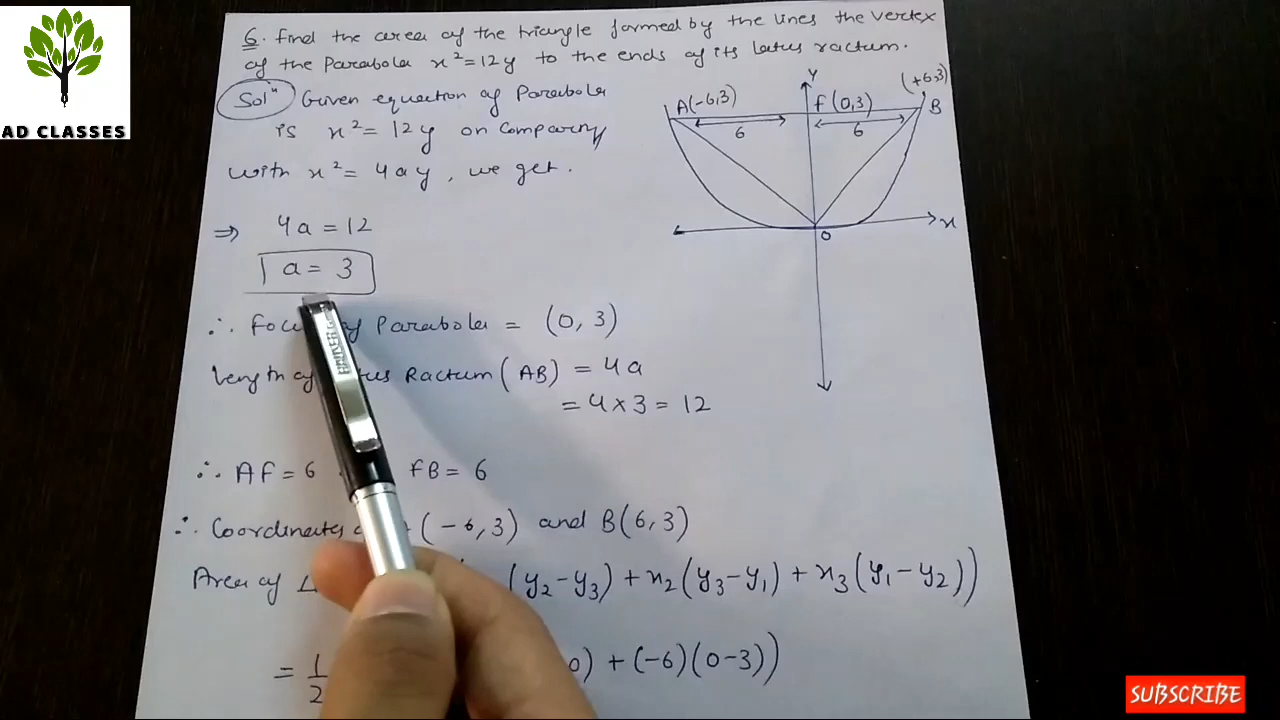 AD CLASSES
6. Find the area of the triangle formed by the lines the vertex
of the Parabola x²=12y to the ends of its latus ractum.
Solⁿ Given equation of Parabola
is x²=12y on comparing
with x²=4ay, we get.
⇒ 4a=12
a=3
∴ Focus of Parabola = (0,3)
Length of Ractum (AB) = 4a
=4×3=12
∴ AF=6 FB=6
∴ Coordinates (-6,3) and B(6,3)
Area of (y₂-y₃)+x₂(y₃-y₁)+x₃(y₁-y₂))
=1/2 0)+(-6)(0-3))
Y
A(-6,3) F(0,3) (+6,3)
B
6 6
x
O
SUBSCRIBE